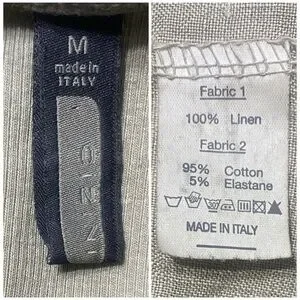 M
made in
ITALY
Fabric 1
100% Linen
Fabric 2
95% Cotton
5% Elastane
MADE IN ITALY